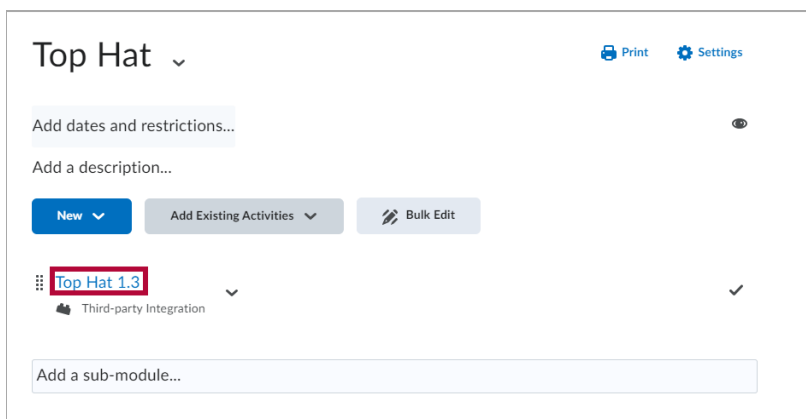 Top Hat
Print Settings
Add dates and restrictions...
Add a description...
New Add Existing Activities Bulk Edit
Top Hat 1.3
Third-party Integration
Add a sub-module...